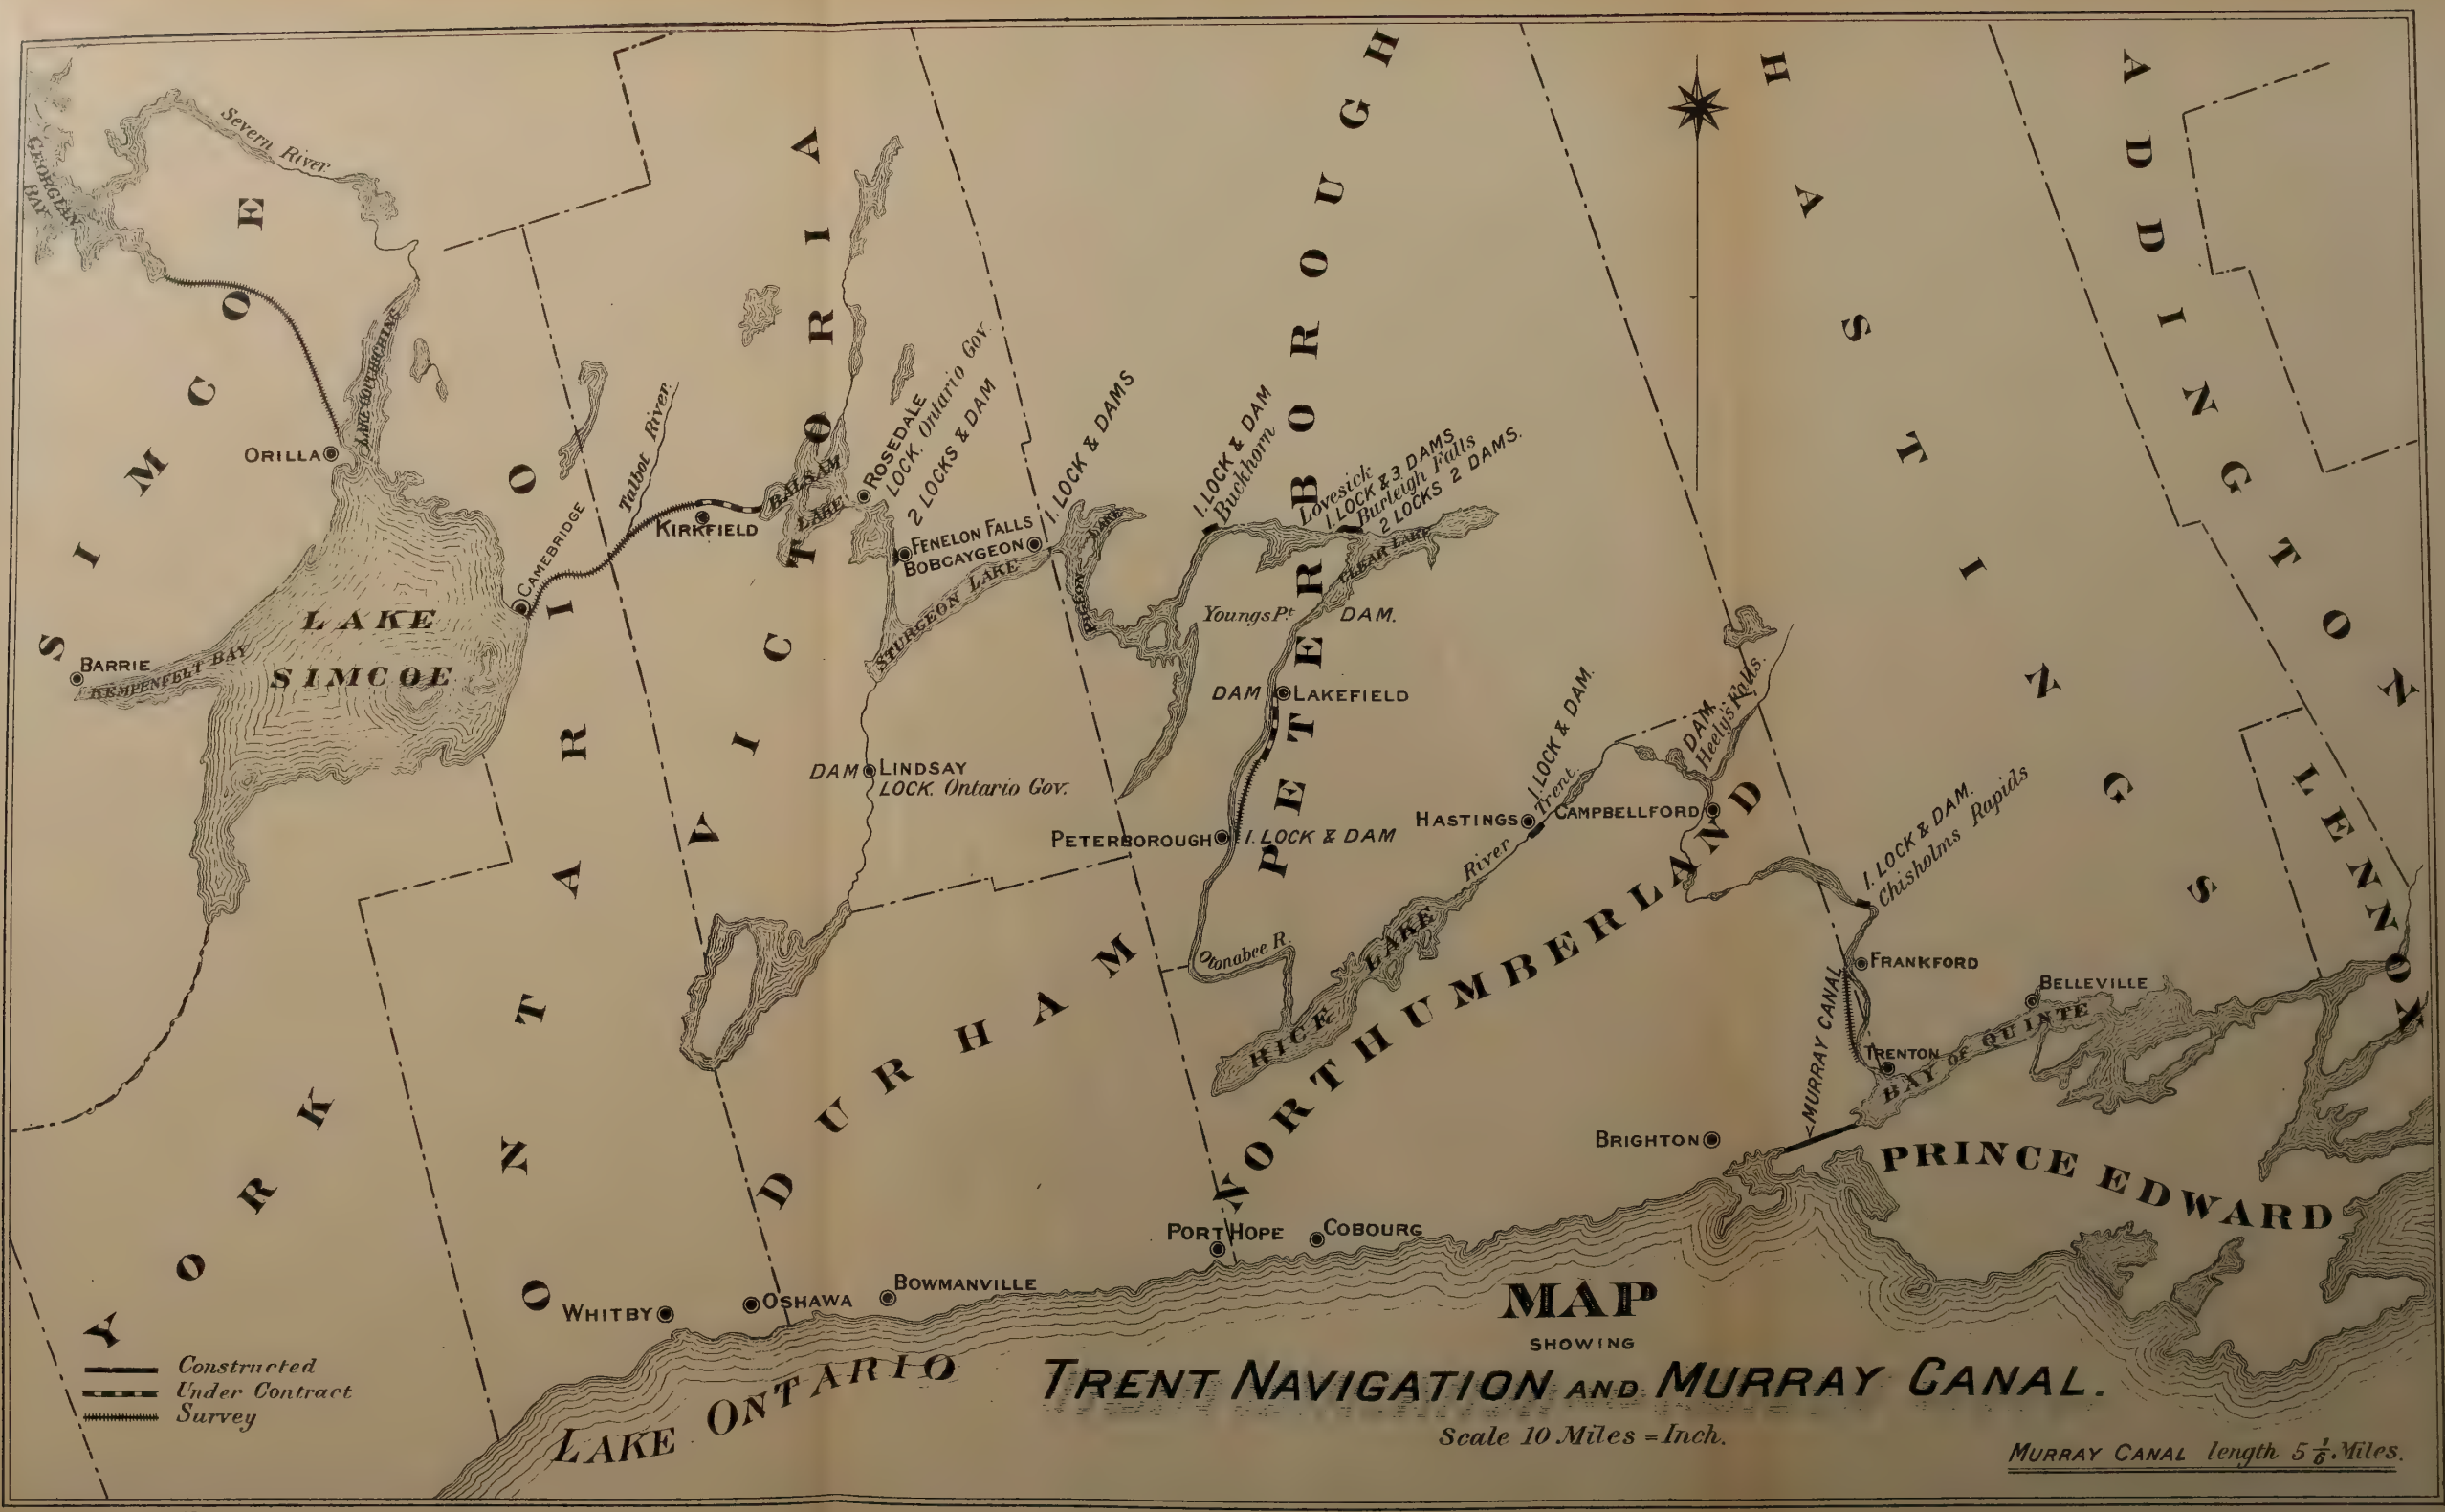 MAP
SHOWING
TRENT NAVIGATION AND MURRAY CANAL.
Scale 10 Miles = Inch.
MURRAY CANAL length 5 1/6. Miles.
Constructed
Under Contract
Survey
GEORGIAN BAY
Severn River
SIMCOE
LAKE COUCHICHING
ORILLA
LAKE
SIMCOE
BARRIE
KEMPENFELT BAY
CAMEBRIDGE
Talbot River.
KIRKFIELD
BALSAM
LAKE
VICTORIA
ROSEDALE
LOCK. Ontario Gov.
2 LOCKS & DAM
FENELON FALLS
BOBCAYGEON
1. LOCK & DAMS
STURGEON LAKE
PIGEON LAKE
1. LOCK & DAM
Buckhorn
Lovesick
1. LOCK & 3 DAMS
Burleigh Falls
2 LOCKS 2 DAMS.
CLEAR LAKE
Youngs Pt.
DAM.
DAM
LAKEFIELD
PETERBOROUGH
DAM
LINDSAY
LOCK. Ontario Gov.
PETERBOROUGH
1. LOCK & DAM
Otonabee R.
RICE LAKE
HASTINGS
1. LOCK & DAM.
River Trent.
CAMPBELLFORD
DAM.
Heely's Falls.
HASTINGS
ADDINGTON
LENNOX
1. LOCK & DAM.
Chisholms Rapids
FRANKFORD
MURRAY CANAL
TRENTON
BELLEVILLE
BAY OF QUINTE
BRIGHTON
PRINCE EDWARD
NORTHUMBERLAND
DURHAM
ONTARIO
YORK
PORT HOPE
COBOURG
BOWMANVILLE
OSHAWA
WHITBY
LAKE ONTARIO